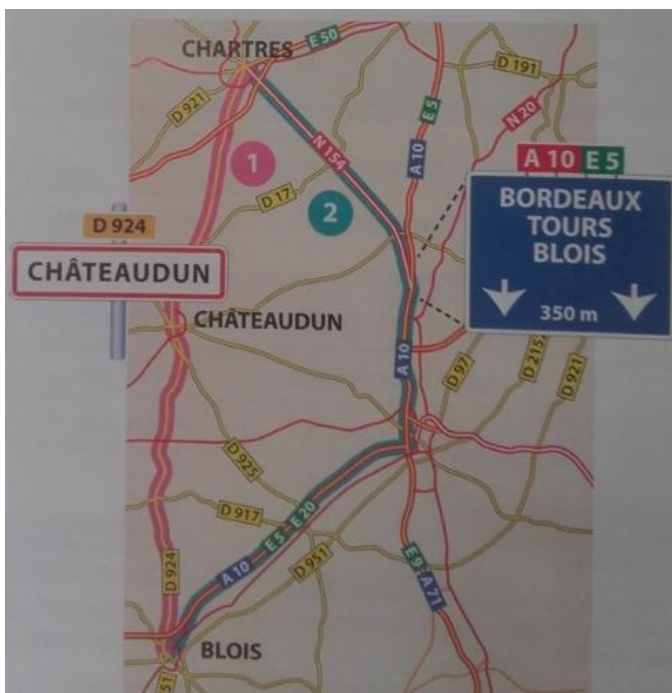 CHARTRES
E 50
D 191
D 921
E 5
N 20
1
N 154
A 10
D 17
2
A 10 E 5
BORDEAUX
TOURS
BLOIS
350 m
D 924
CHÂTEAUDUN
CHÂTEAUDUN
A 10
D 97
D 2152
D 921
D 925
D 917
E 5 - E 20
A 10
D 951
D 924
E 9
A 71
BLOIS